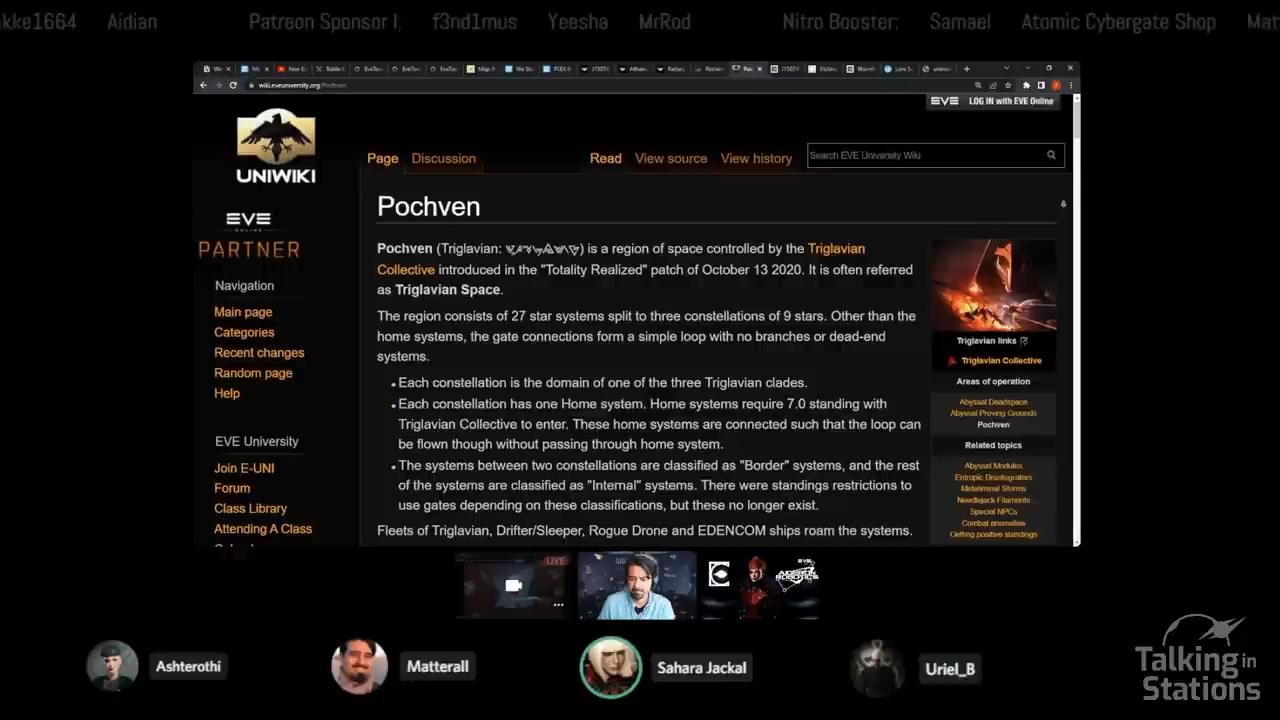 kke1664 Aidian Patreon Sponsor I; f3nd1mus Yeesha MrRod Nitro Booster; Samael Atomic Cybergate Shop Mat
wiki.eveuniversity.org/Pochven
EVE LOG IN with EVE Online
Page Discussion Read View source View history Search EVE University Wiki
UNIWIKI
EVE
ONLINE
PARTNER
Navigation
Main page
Categories
Recent changes
Random page
Help
EVE University
Join E-UNI
Forum
Class Library
Attending A Class
Pochven
Pochven (Triglavian: ) is a region of space controlled by the Triglavian
Collective introduced in the "Totality Realized" patch of October 13 2020. It is often referred
as Triglavian Space.
The region consists of 27 star systems split to three constellations of 9 stars. Other than the
home systems, the gate connections form a simple loop with no branches or dead-end
systems.
• Each constellation is the domain of one of the three Triglavian clades.
• Each constellation has one Home system. Home systems require 7.0 standing with
Triglavian Collective to enter. These home systems are connected such that the loop can
be flown though without passing through home system.
• The systems between two constellations are classified as "Border" systems, and the rest
of the systems are classified as "Internal" systems. There were standings restrictions to
use gates depending on these classifications, but these no longer exist.
Fleets of Triglavian, Drifter/Sleeper, Rogue Drone and EDENCOM ships roam the systems.
Triglavian links
Triglavian Collective
Areas of operation
Abyssal Deadspace
Abyssal Proving Grounds
Pochven
Related topics
Abyssal Modules
Entropic Disintegrators
Metaliminal Storms
Needlejack Filaments
Special NPCs
Combat anomalies
Getting positive standings
LIVE
EVE
Ashterothi
Matterall
Sahara Jackal
Uriel_B
Talking in
Stations